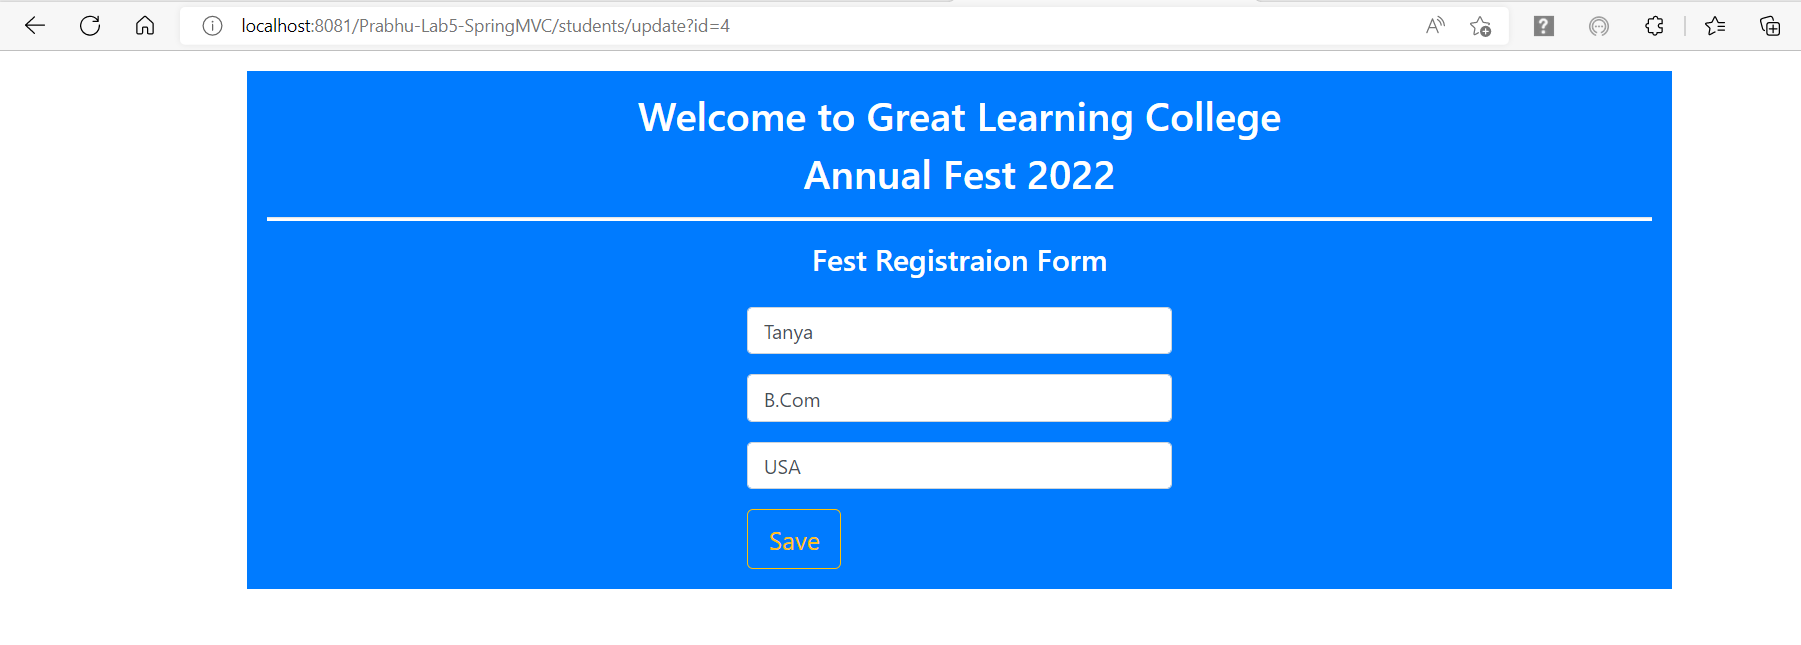 localhost:8081/Prabhu-Lab5-SpringMVC/students/update?id=4
Welcome to Great Learning College
Annual Fest 2022
Fest Registraion Form
Tanya
B.Com
USA
Save